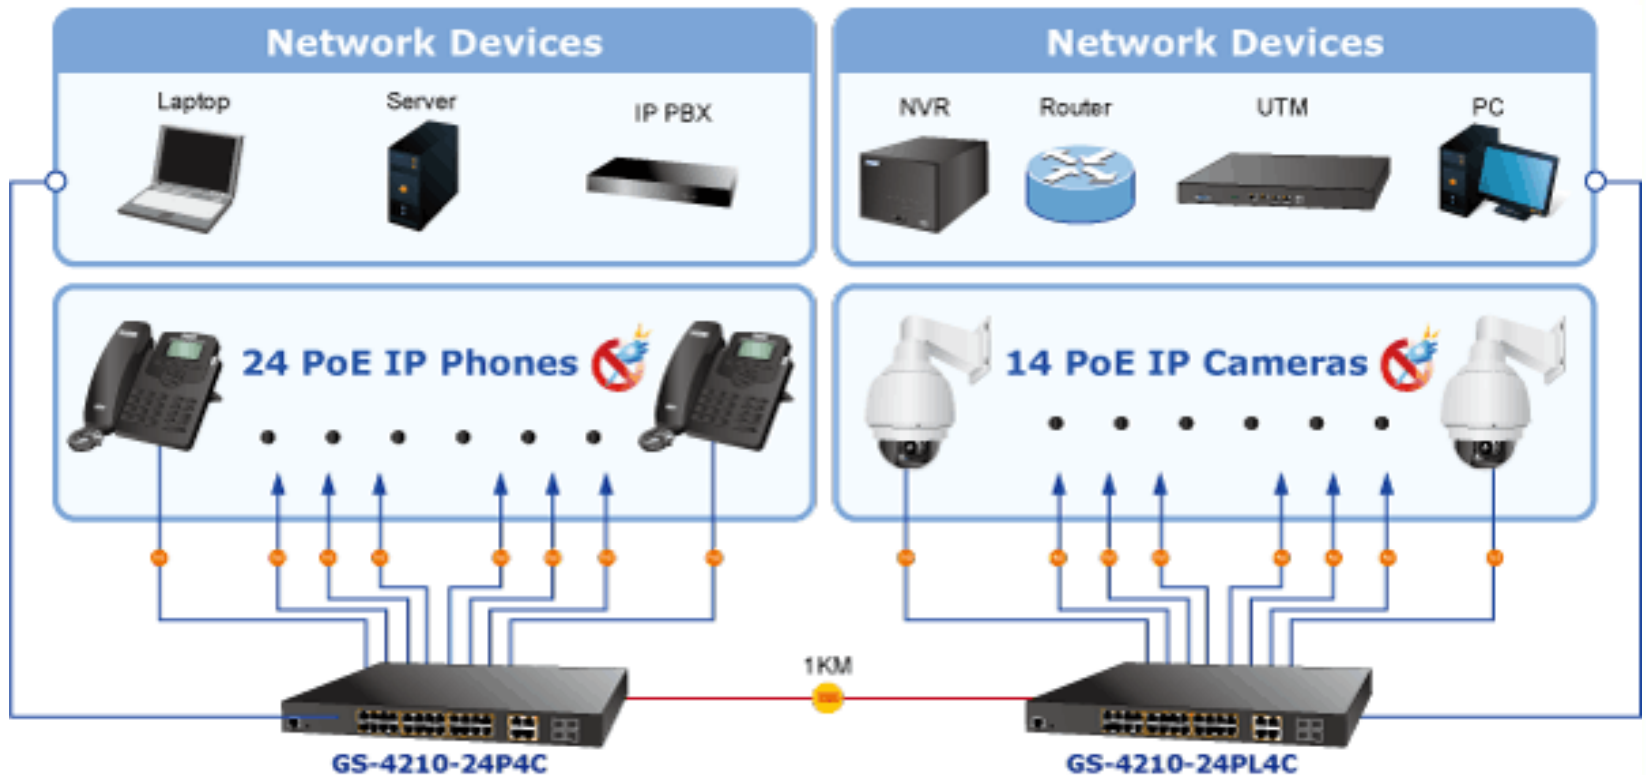 Network Devices
Laptop
Server
IP PBX
Network Devices
NVR
Router
UTM
PC
24 PoE IP Phones
14 PoE IP Cameras
1KM
GS-4210-24P4C
GS-4210-24PL4C